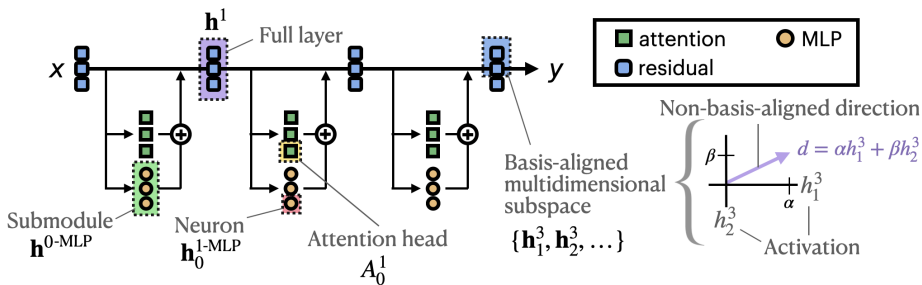 h¹
Full layer
x
y
attention
MLP
residual
Submodule
h⁰⁻ᴹᴸᴾ
Neuron
h₀¹⁻ᴹᴸᴾ
Attention head
A₀¹
Basis-aligned
multidimensional
subspace
{h₁³, h₂³, …}
Non-basis-aligned direction
β
d = αh₁³ + βh₂³
α
h₁³
h₂³
Activation